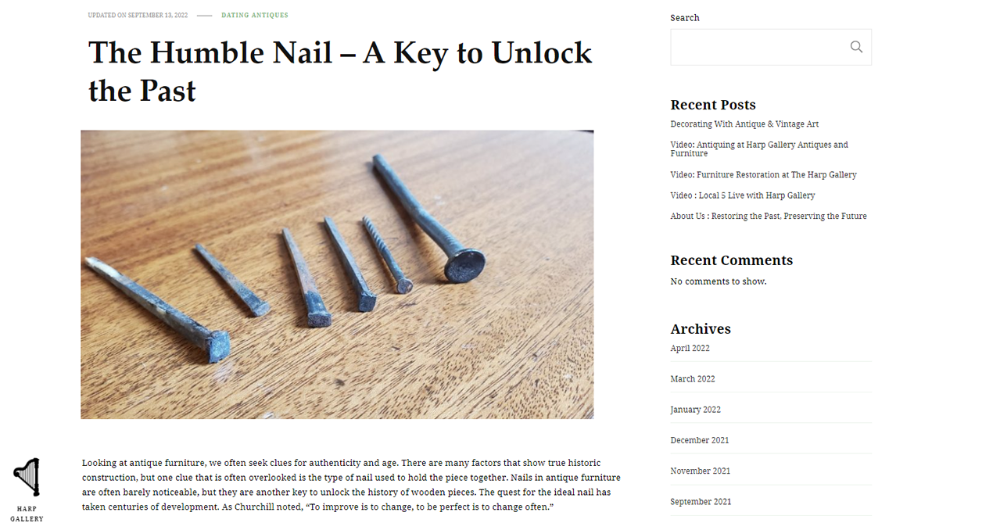 UPDATED ON SEPTEMBER 13, 2022 —— DATING ANTIQUES
The Humble Nail – A Key to Unlock
the Past
Looking at antique furniture, we often seek clues for authenticity and age. There are many factors that show true historic
construction, but one clue that is often overlooked is the type of nail used to hold the piece together. Nails in antique furniture
are often barely noticeable, but they are another key to unlock the history of wooden pieces. The quest for the ideal nail has
taken centuries of development. As Churchill noted, “To improve is to change, to be perfect is to change often.”
HARP
GALLERY
Search
Recent Posts
Decorating With Antique & Vintage Art
Video: Antiquing at Harp Gallery Antiques and
Furniture
Video: Furniture Restoration at The Harp Gallery
Video : Local 5 Live with Harp Gallery
About Us : Restoring the Past, Preserving the Future
Recent Comments
No comments to show.
Archives
April 2022
March 2022
January 2022
December 2021
November 2021
September 2021